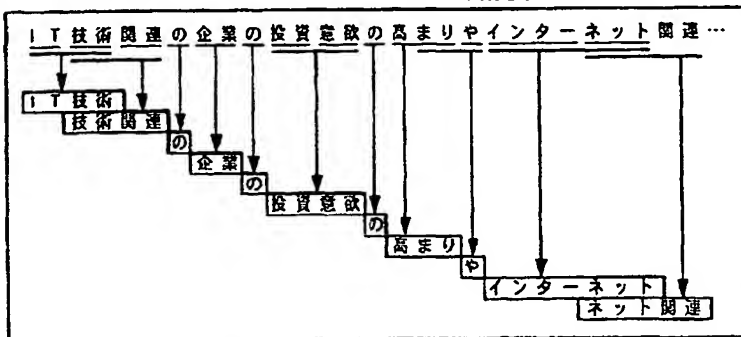 IT技術関連の企業の投資意欲の高まりやインターネット関連…
IT技術
技術関連
の
企業
の
投資意欲
の
高まり
や
インターネット
ネット関連